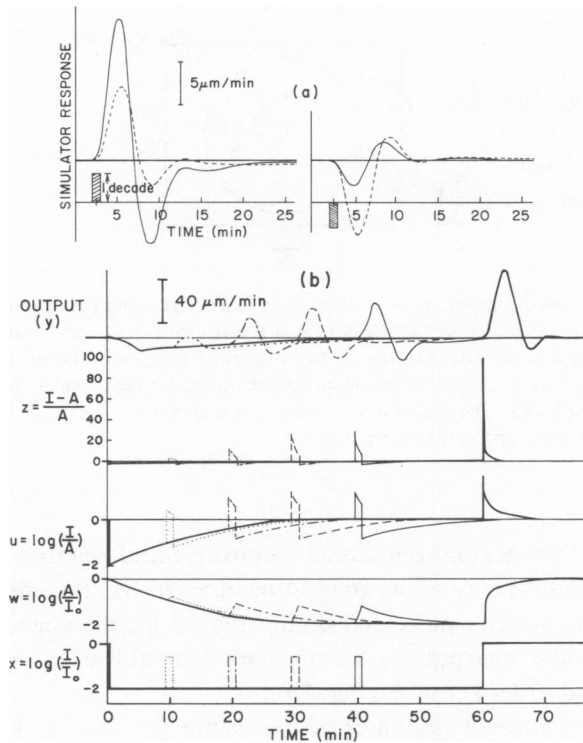 SIMULATOR RESPONSE
5μm/min
(a)
1 decade
5 10 15 20 25
TIME (min)
5 10 15 20 25
TIME (min)
(b)
40 μm/min
OUTPUT
(y)
100
80
60
40
20
0
z = I-A / A
0
-2
u = log(I/A)
0
-2
w = log(A/I₀)
0
-2
x = log(I/I₀)
0 10 20 30 40 50 60 70
TIME (min)